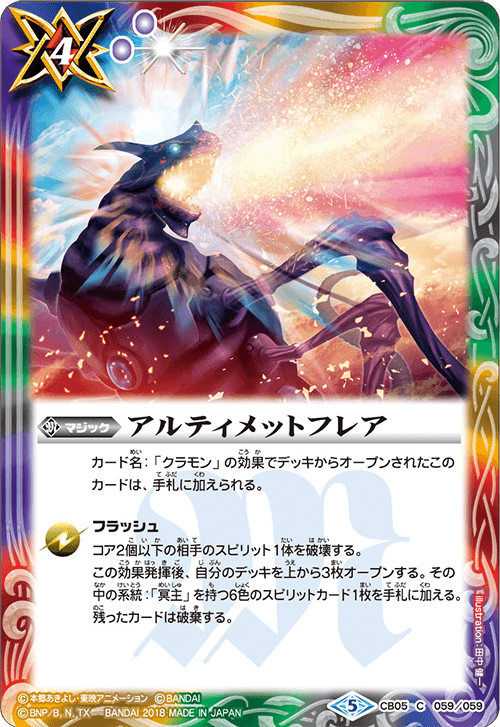 4
マジック
アルティメットフレア
カード名：「クラモン」の効果でデッキからオープンされたこの
カードは、手札に加えられる。
フラッシュ
コア2個以下の相手のスピリット1体を破壊する。
この効果発揮後、自分のデッキを上から3枚オープンする。その
中の系統：「冥主」を持つ6色のスピリットカード1枚を手札に加える。
残ったカードは破棄する。
illustration：田中 健一
©本郷あきよし・東映アニメーション ©BANDAI
©BNP/B, N, TX BANDAI 2018 MADE IN JAPAN
5 CB05 C 059/059